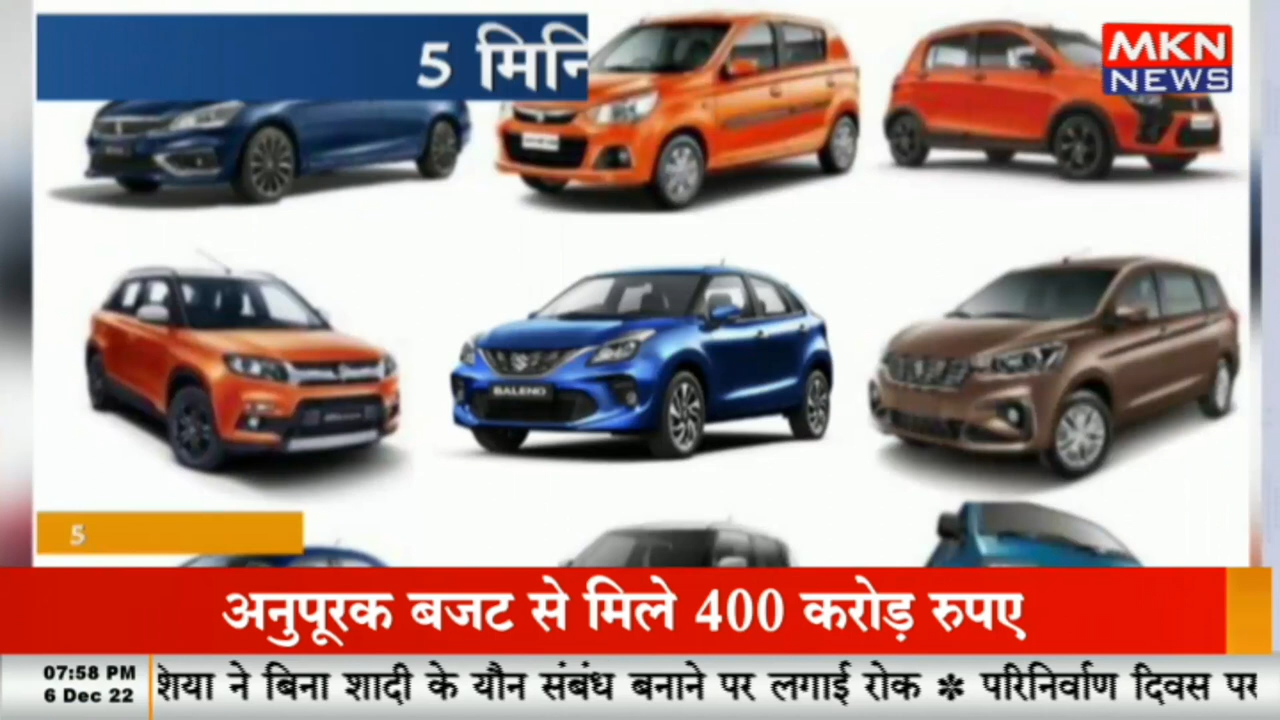 5 मिनि
MKN
NEWS
BALENO
5
अनुपूरक बजट से मिले 400 करोड़ रुपए
07:58 PM
6 Dec 22
शिया ने बिना शादी के यौन संबंध बनाने पर लगाई रोक * परिनिर्वाण दिवस पर